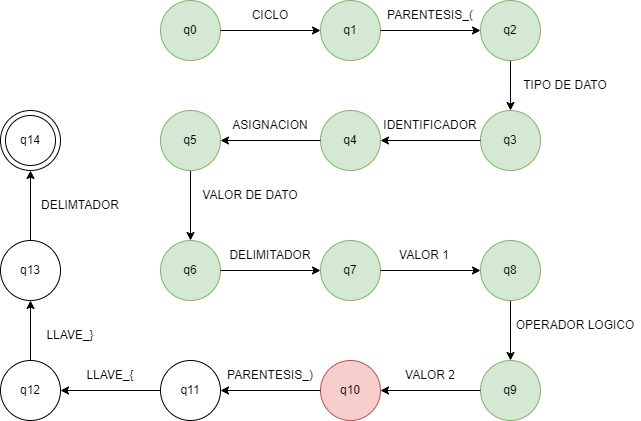 q0
CICLO
q1
PARENTESIS_(
q2
TIPO DE DATO
q3
IDENTIFICADOR
q4
ASIGNACION
q5
VALOR DE DATO
q6
DELIMITADOR
q7
VALOR 1
q8
OPERADOR LOGICO
q9
VALOR 2
q10
PARENTESIS_)
q11
LLAVE_{
q12
LLAVE_}
q13
DELIMTADOR
q14